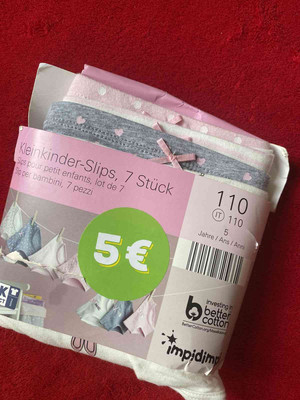 Kleinkinder-Slips, 7 Stück
pour petit enfants, lot de 7
per bambini, 7 pezzi
110
IT 110
5
Jahre / Ans / Anni
5€
Investing in
better
cotton
impidimpi